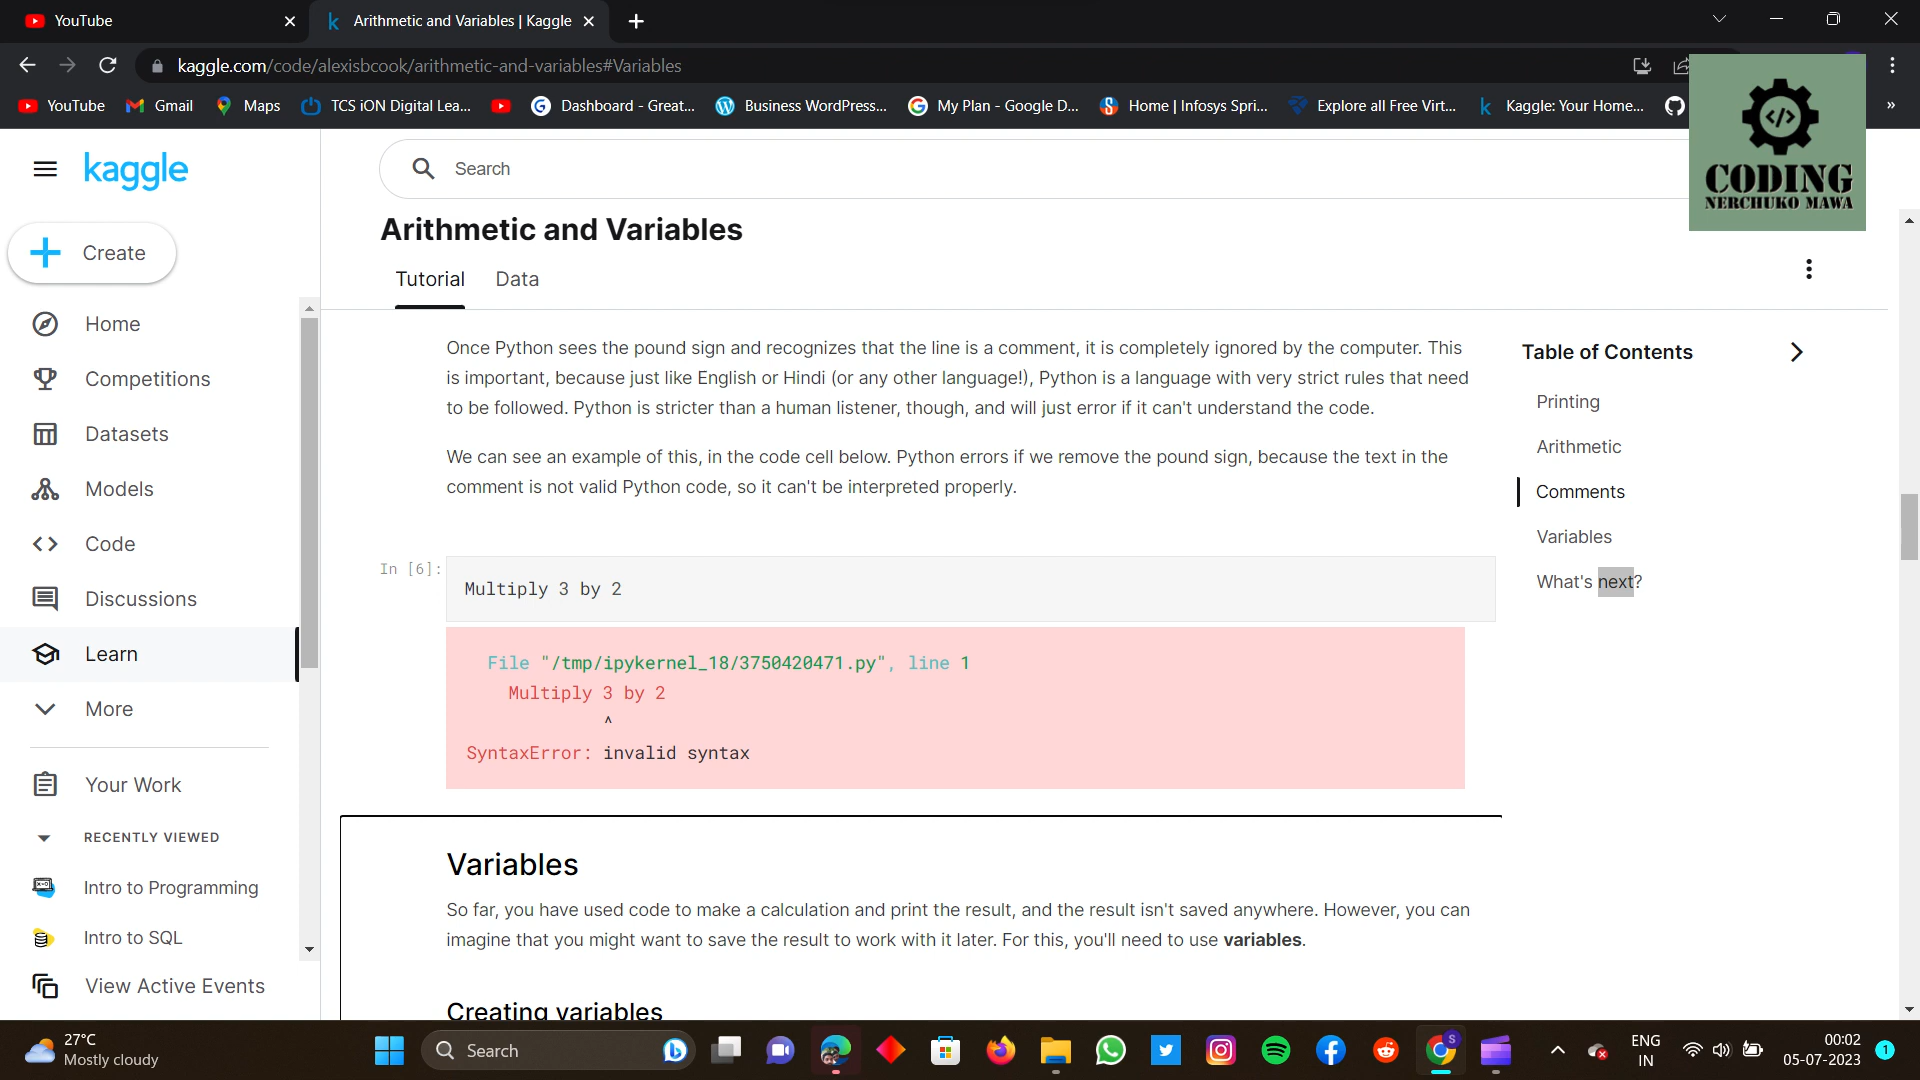 YouTube
Arithmetic and Variables | Kaggle
kaggle.com/code/alexisbcook/arithmetic-and-variables#Variables
YouTube
Gmail
Maps
TCS iON Digital Lea...
Dashboard - Great...
Business WordPress...
My Plan - Google D...
Home | Infosys Spri...
Explore all Free Virt...
Kaggle: Your Home...
»
</>
CODING
NERCHUKO MAWA
kaggle
Search
Create
Arithmetic and Variables
Tutorial
Data
Home
Competitions
Datasets
Models
Code
Discussions
Learn
More
Your Work
RECENTLY VIEWED
Intro to Programming
Intro to SQL
View Active Events
Once Python sees the pound sign and recognizes that the line is a comment, it is completely ignored by the computer. This
is important, because just like English or Hindi (or any other language!), Python is a language with very strict rules that need
to be followed. Python is stricter than a human listener, though, and will just error if it can't understand the code.
We can see an example of this, in the code cell below. Python errors if we remove the pound sign, because the text in the
comment is not valid Python code, so it can't be interpreted properly.
In [6]:
Multiply 3 by 2
File "/tmp/ipykernel_18/3750420471.py", line 1
Multiply 3 by 2
^
SyntaxError: invalid syntax
Variables
So far, you have used code to make a calculation and print the result, and the result isn't saved anywhere. However, you can
imagine that you might want to save the result to work with it later. For this, you'll need to use variables.
Creating variables
Table of Contents
Printing
Arithmetic
Comments
Variables
What's next?
27°C
Mostly cloudy
Search
S
ENG
IN
00:02
05-07-2023
1